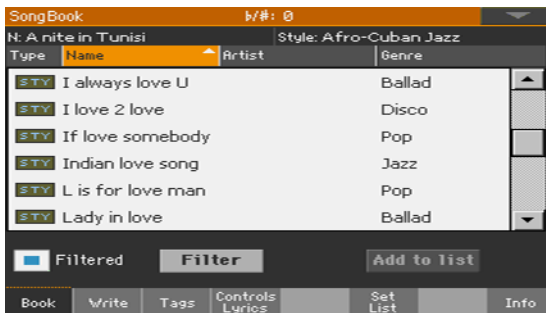 SongBook ♭/#: 0
N: A nite in Tunisi Style: Afro-Cuban Jazz
Type Name Artist Genre
STY I always love U Ballad
STY I love 2 love Disco
STY If love somebody Pop
STY Indian love song Jazz
STY L is for love man Pop
STY Lady in love Ballad
Filtered Filter Add to list
Book Write Tags Controls Lyrics Set List Info